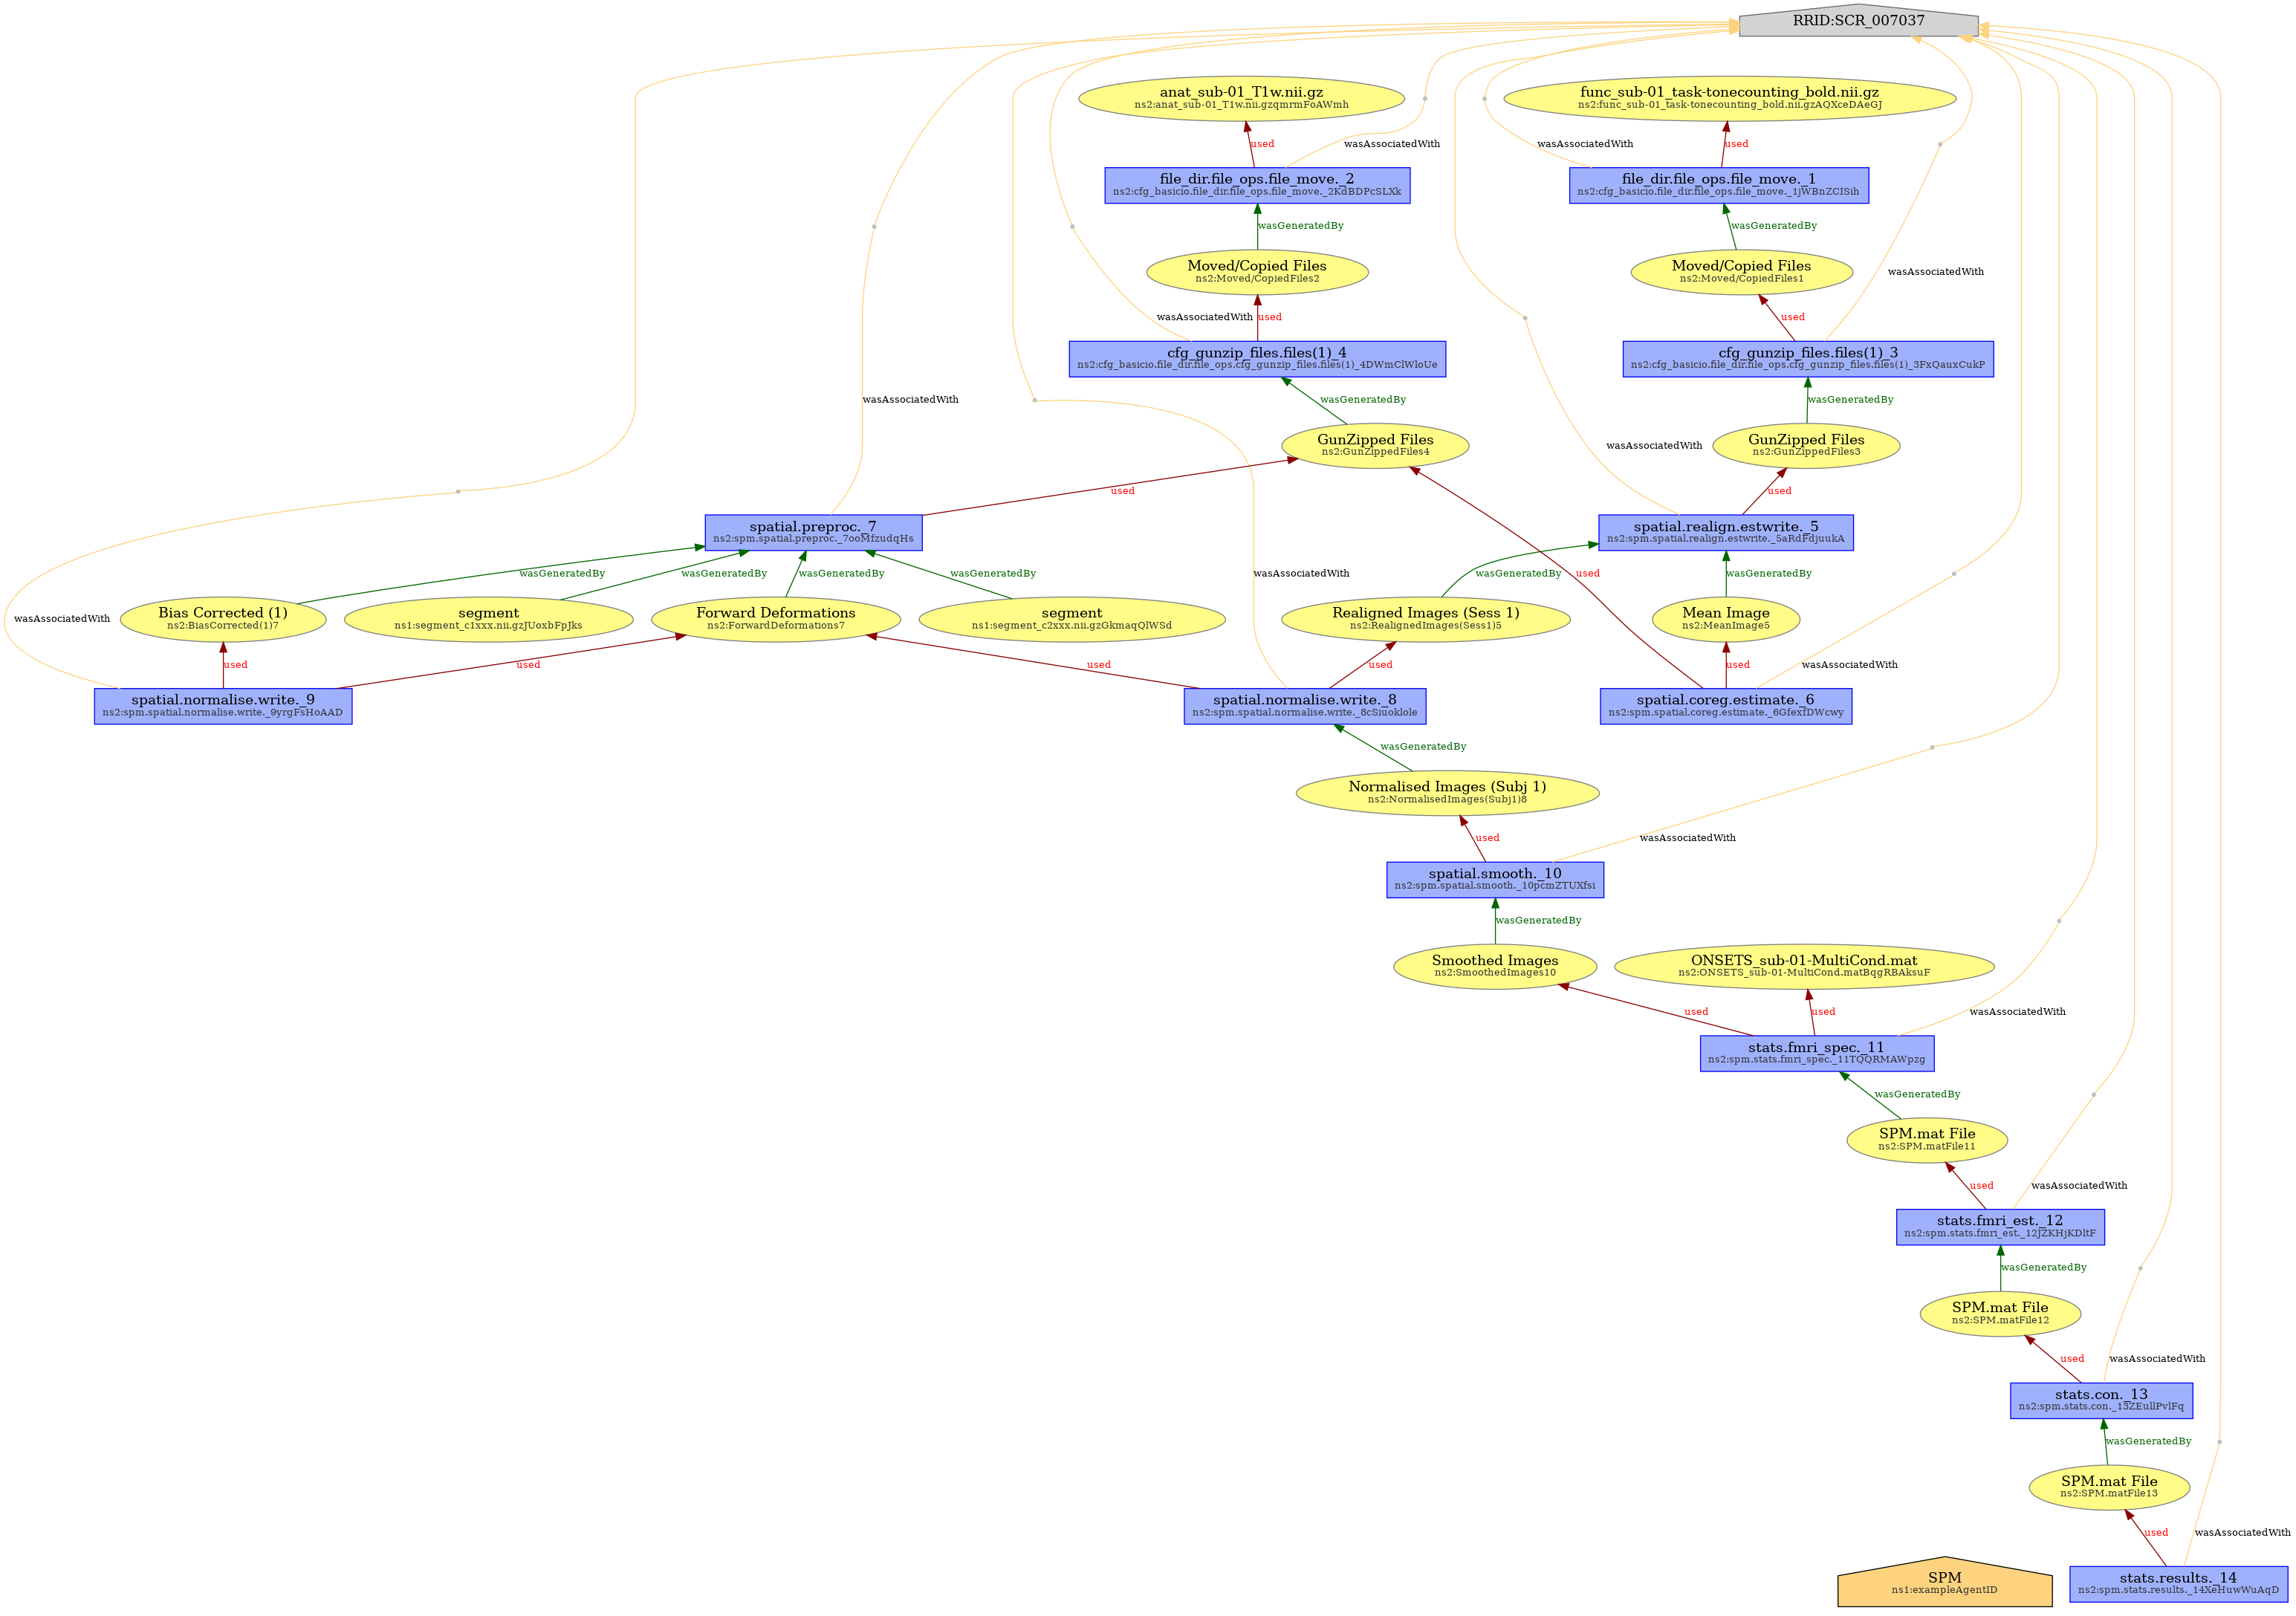 RRID:SCR_007037
anat_sub-01_T1w.nii.gz
ns2:anat_sub-01_T1w.nii.gzqmrmFoAWmh
func_sub-01_task-tonecounting_bold.nii.gz
ns2:func_sub-01_task-tonecounting_bold.nii.gzAQXceDAeGJ
used
wasAssociatedWith
wasAssociatedWith
used
file_dir.file_ops.file_move._2
ns2:cfg_basicio.file_dir.file_ops.file_move._2KdBDPcSLXk
file_dir.file_ops.file_move._1
ns2:cfg_basicio.file_dir.file_ops.file_move._1jWBnZCISih
wasGeneratedBy
wasGeneratedBy
Moved/Copied Files
ns2:Moved/CopiedFiles2
Moved/Copied Files
ns2:Moved/CopiedFiles1
wasAssociatedWith
wasAssociatedWith
used
used
cfg_gunzip_files.files(1)_4
ns2:cfg_basicio.file_dir.file_ops.cfg_gunzip_files.files(1)_4DWmClWloUe
cfg_gunzip_files.files(1)_3
ns2:cfg_basicio.file_dir.file_ops.cfg_gunzip_files.files(1)_3FxQauxCukP
wasAssociatedWith
wasGeneratedBy
wasGeneratedBy
GunZipped Files
ns2:GunZippedFiles4
GunZipped Files
ns2:GunZippedFiles3
wasAssociatedWith
used
used
spatial.preproc._7
ns2:spm.spatial.preproc._7ooMfzudqHs
spatial.realign.estwrite._5
ns2:spm.spatial.realign.estwrite._5aRdFdjuukA
wasGeneratedBy
wasGeneratedBy
wasGeneratedBy
wasGeneratedBy
wasAssociatedWith
wasGeneratedBy
used
wasGeneratedBy
Bias Corrected (1)
ns2:BiasCorrected(1)7
segment
ns1:segment_c1xxx.nii.gzJUoxbFpJks
Forward Deformations
ns2:ForwardDeformations7
segment
ns1:segment_c2xxx.nii.gzGkmaqQlWSd
Realigned Images (Sess 1)
ns2:RealignedImages(Sess1)5
Mean Image
ns2:MeanImage5
wasAssociatedWith
used
used
used
used
used
wasAssociatedWith
spatial.normalise.write._9
ns2:spm.spatial.normalise.write._9yrgFsHoAAD
spatial.normalise.write._8
ns2:spm.spatial.normalise.write._8cSiuoklole
spatial.coreg.estimate._6
ns2:spm.spatial.coreg.estimate._6GfexfDWcwy
wasGeneratedBy
Normalised Images (Subj 1)
ns2:NormalisedImages(Subj1)8
used
wasAssociatedWith
spatial.smooth._10
ns2:spm.spatial.smooth._10pcmZTUXfsi
wasGeneratedBy
Smoothed Images
ns2:SmoothedImages10
ONSETS_sub-01-MultiCond.mat
ns2:ONSETS_sub-01-MultiCond.matBqgRBAksuF
used
used
wasAssociatedWith
stats.fmri_spec._11
ns2:spm.stats.fmri_spec._11TQQRMAWpzg
wasGeneratedBy
SPM.mat File
ns2:SPM.matFile11
used
wasAssociatedWith
stats.fmri_est._12
ns2:spm.stats.fmri_est._12JZKHjKDltF
wasGeneratedBy
SPM.mat File
ns2:SPM.matFile12
used
wasAssociatedWith
stats.con._13
ns2:spm.stats.con._13ZEullPvlFq
wasGeneratedBy
SPM.mat File
ns2:SPM.matFile13
used
wasAssociatedWith
SPM
ns1:exampleAgentID
stats.results._14
ns2:spm.stats.results._14XeHuwWuAqD